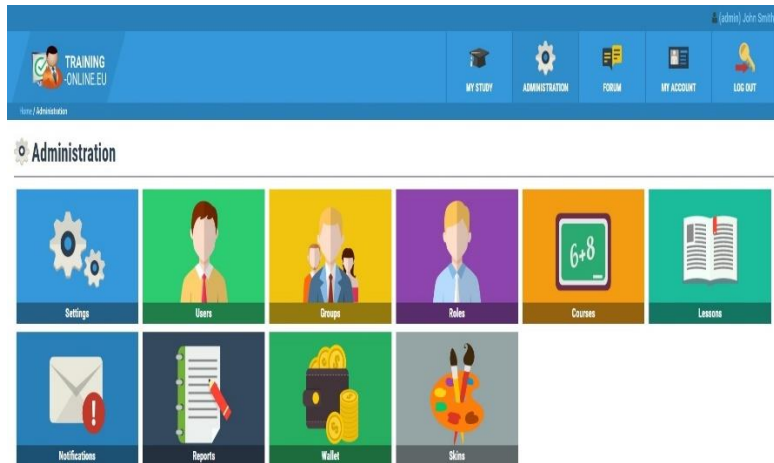 (admin) John Smith
TRAINING
-ONLINE.EU
MY STUDY
ADMINISTRATION
FORUM
MY ACCOUNT
LOG OUT
Home / Administration
Administration
6+8
Settings
Users
Groups
Roles
Courses
Lessons
Notifications
Reports
Wallet
Skins